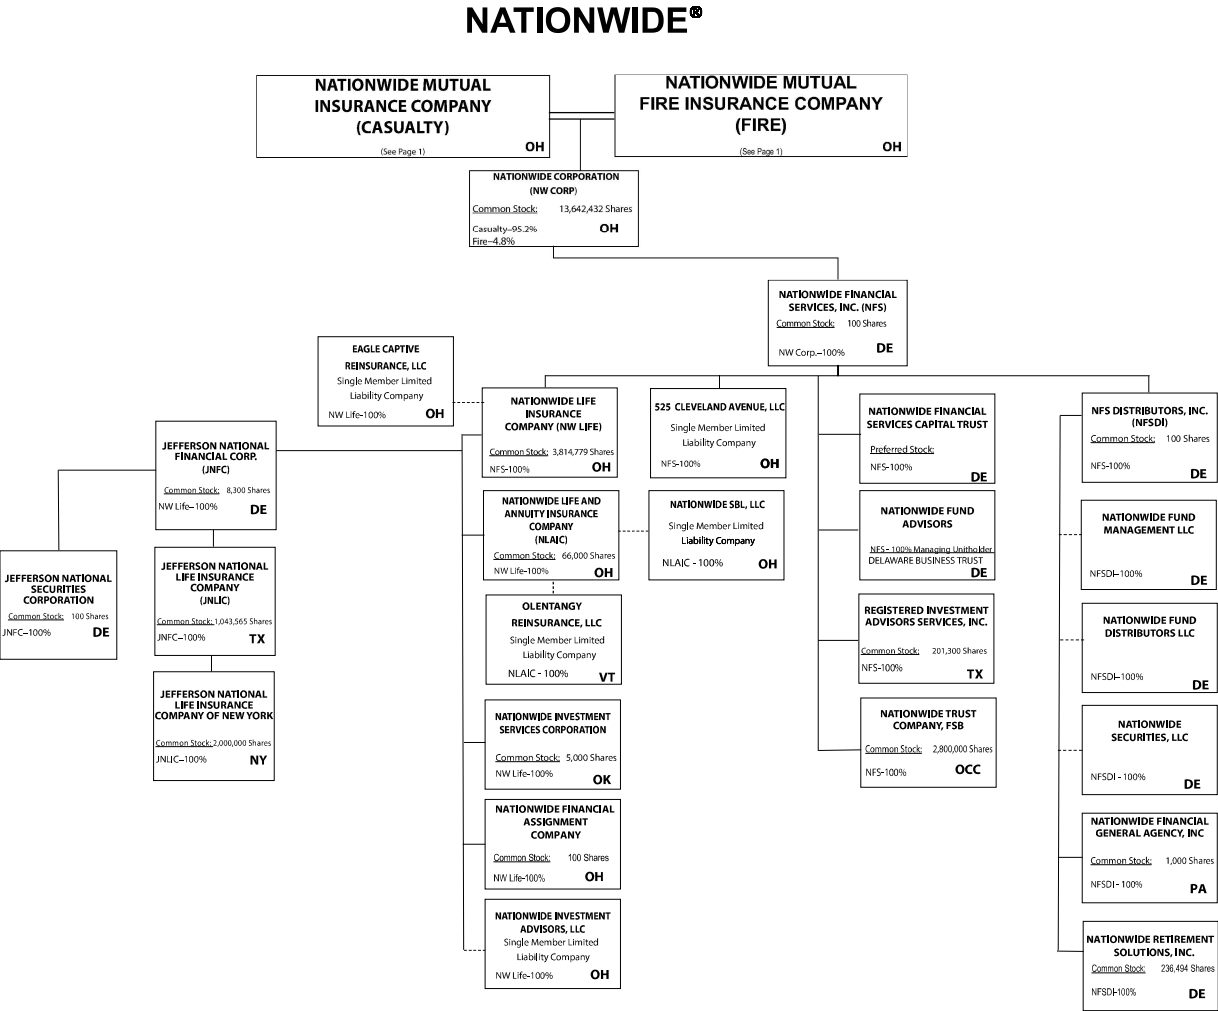 NATIONWIDE®
NATIONWIDE MUTUAL
INSURANCE COMPANY
(CASUALTY)
(See Page 1)
OH
NATIONWIDE MUTUAL
FIRE INSURANCE COMPANY
(FIRE)
(See Page 1)
OH
NATIONWIDE CORPORATION
(NW CORP)
Common Stock: 13,642,432 Shares
Casualty–95.2% OH
Fire–4.8%
NATIONWIDE FINANCIAL
SERVICES, INC. (NFS)
Common Stock: 100 Shares
NW Corp.–100% DE
EAGLE CAPTIVE
REINSURANCE, LLC
Single Member Limited
Liability Company
NW Life-100% OH
NATIONWIDE LIFE
INSURANCE
COMPANY (NW LIFE)
Common Stock: 3,814,779 Shares
NFS-100% OH
525 CLEVELAND AVENUE, LLC
Single Member Limited
Liability Company
NFS-100% OH
NATIONWIDE FINANCIAL
SERVICES CAPITAL TRUST
Preferred Stock:
NFS-100%
DE
NFS DISTRIBUTORS, INC.
(NFSDI)
Common Stock: 100 Shares
NFS-100%
DE
JEFFERSON NATIONAL
FINANCIAL CORP.
(JNFC)
Common Stock: 8,300 Shares
NW Life–100% DE
NATIONWIDE LIFE AND
ANNUITY INSURANCE
COMPANY
(NLAIC)
Common Stock: 66,000 Shares
NW Life-100% OH
NATIONWIDE SBL, LLC
Single Member Limited
Liability Company
NLAIC - 100% OH
NATIONWIDE FUND
ADVISORS
NFS - 100% Managing Unitholder
DELAWARE BUSINESS TRUST
DE
NATIONWIDE FUND
MANAGEMENT LLC
NFSDI–100%
DE
JEFFERSON NATIONAL
SECURITIES
CORPORATION
Common Stock: 100 Shares
JNFC–100% DE
JEFFERSON NATIONAL
LIFE INSURANCE
COMPANY
(JNLIC)
Common Stock: 1,043,565 Shares
JNFC–100% TX
OLENTANGY
REINSURANCE, LLC
Single Member Limited
Liability Company
NLAIC - 100% VT
REGISTERED INVESTMENT
ADVISORS SERVICES, INC.
Common Stock: 201,300 Shares
NFS-100%
TX
NATIONWIDE FUND
DISTRIBUTORS LLC
NFSDI–100%
DE
JEFFERSON NATIONAL
LIFE INSURANCE
COMPANY OF NEW YORK
Common Stock: 2,000,000 Shares
JNLIC–100% NY
NATIONWIDE INVESTMENT
SERVICES CORPORATION
Common Stock: 5,000 Shares
NW Life-100%
OK
NATIONWIDE TRUST
COMPANY, FSB
Common Stock: 2,800,000 Shares
NFS-100% OCC
NATIONWIDE
SECURITIES, LLC
NFSDI - 100%
DE
NATIONWIDE FINANCIAL
ASSIGNMENT
COMPANY
Common Stock: 100 Shares
NW Life-100% OH
NATIONWIDE FINANCIAL
GENERAL AGENCY, INC
Common Stock: 1,000 Shares
NFSDI - 100%
PA
NATIONWIDE INVESTMENT
ADVISORS, LLC
Single Member Limited
Liability Company
NW Life-100% OH
NATIONWIDE RETIREMENT
SOLUTIONS, INC.
Common Stock: 236,494 Shares
NFSDI-100% DE